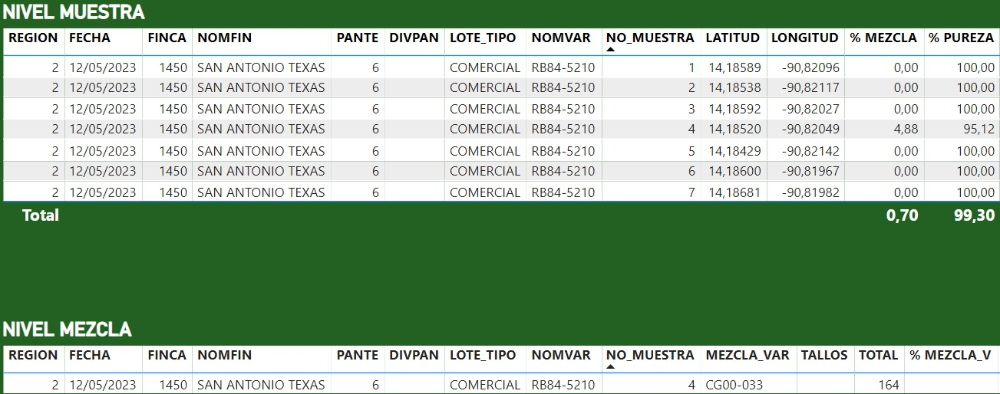 NIVEL MUESTRA
REGION FECHA FINCA NOMFIN PANTE DIVPAN LOTE_TIPO NOMVAR NO_MUESTRA LATITUD LONGITUD % MEZCLA % PUREZA
2 12/05/2023 1450 SAN ANTONIO TEXAS 6 COMERCIAL RB84-5210 1 14,18589 -90,82096 0,00 100,00
2 12/05/2023 1450 SAN ANTONIO TEXAS 6 COMERCIAL RB84-5210 2 14,18538 -90,82117 0,00 100,00
2 12/05/2023 1450 SAN ANTONIO TEXAS 6 COMERCIAL RB84-5210 3 14,18592 -90,82027 0,00 100,00
2 12/05/2023 1450 SAN ANTONIO TEXAS 6 COMERCIAL RB84-5210 4 14,18520 -90,82049 4,88 95,12
2 12/05/2023 1450 SAN ANTONIO TEXAS 6 COMERCIAL RB84-5210 5 14,18429 -90,82142 0,00 100,00
2 12/05/2023 1450 SAN ANTONIO TEXAS 6 COMERCIAL RB84-5210 6 14,18600 -90,81967 0,00 100,00
2 12/05/2023 1450 SAN ANTONIO TEXAS 6 COMERCIAL RB84-5210 7 14,18681 -90,81982 0,00 100,00
Total 0,70 99,30
NIVEL MEZCLA
REGION FECHA FINCA NOMFIN PANTE DIVPAN LOTE_TIPO NOMVAR NO_MUESTRA MEZCLA_VAR TALLOS TOTAL % MEZCLA_V
2 12/05/2023 1450 SAN ANTONIO TEXAS 6 COMERCIAL RB84-5210 4 CG00-033 164